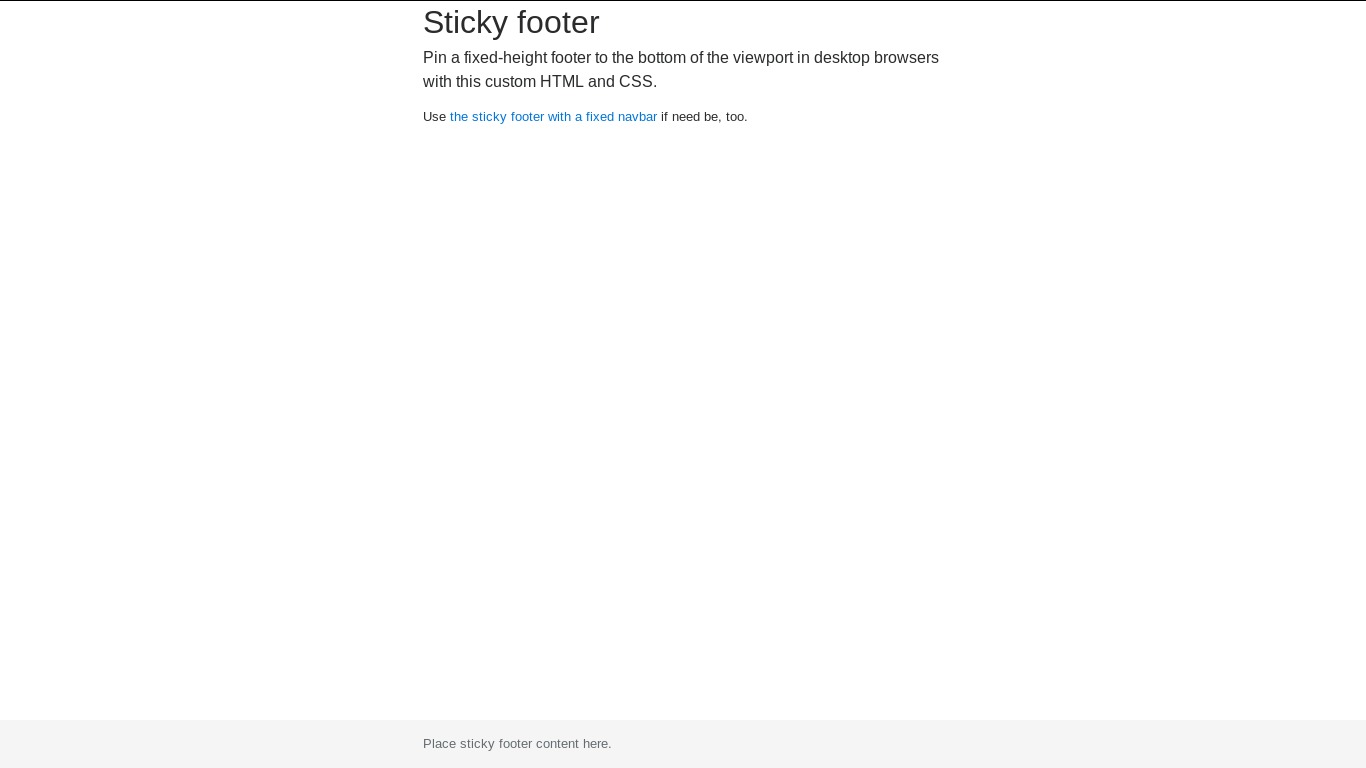 Sticky footer
Pin a fixed-height footer to the bottom of the viewport in desktop browsers
with this custom HTML and CSS.
Use the sticky footer with a fixed navbar if need be, too.
Place sticky footer content here.